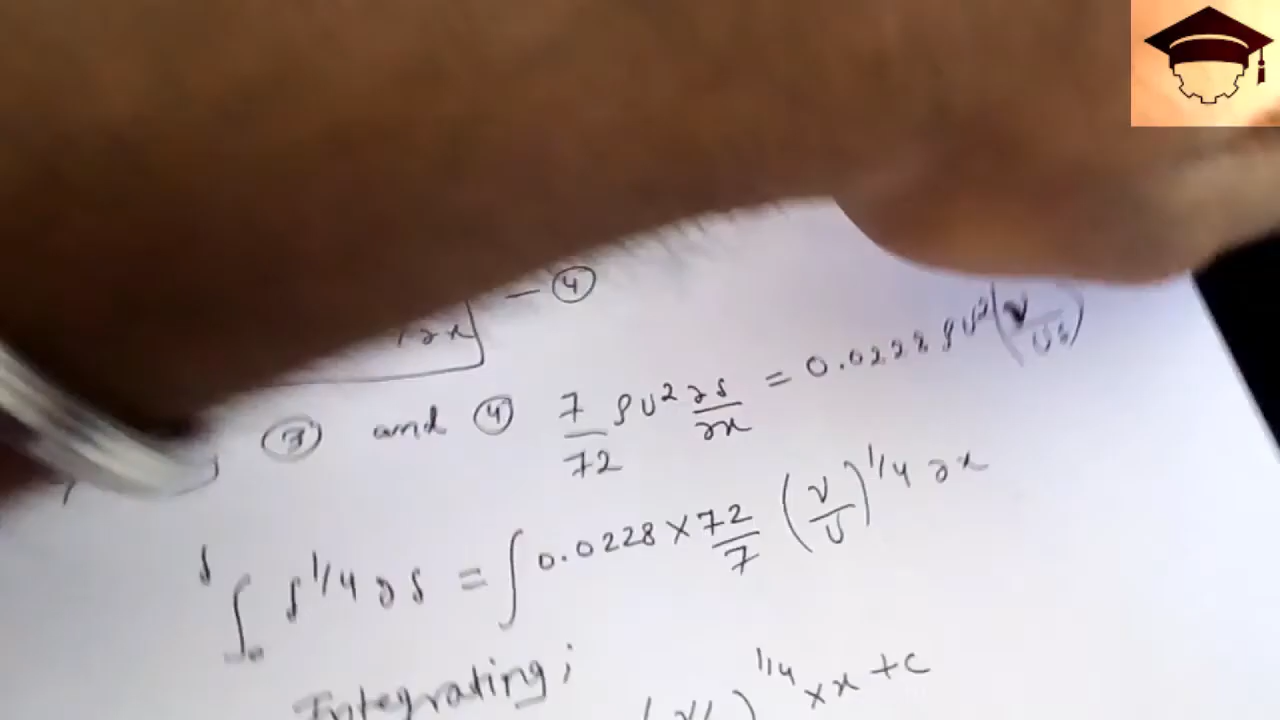 ∂x] — ④
③ and ④ 7/72 ρU² ∂δ/∂x = 0.0228 ρU² (ν/Uδ)
∫ δ^1/4 ∂δ = ∫ 0.0228 × 72/7 (ν/U)^1/4 ∂x
Integrating;
(ν/ )^1/4 × x + c